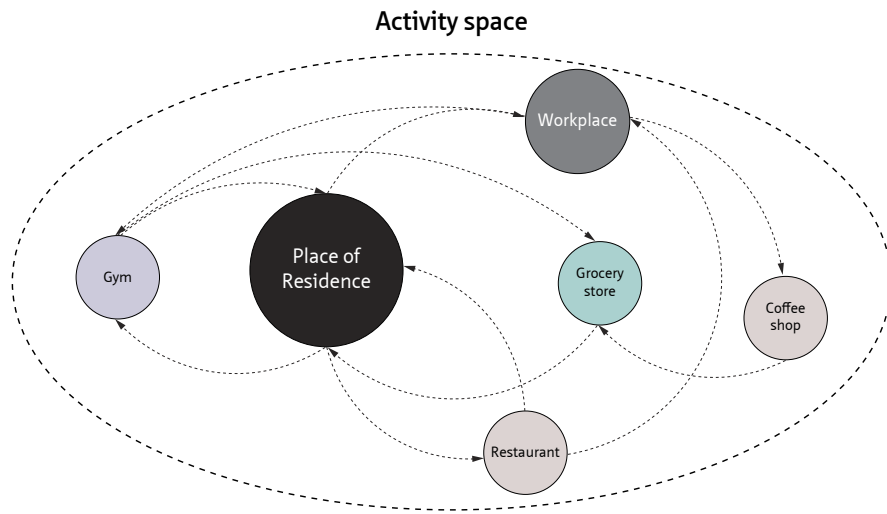 Activity space
Workplace
Place of
Residence
Gym
Grocery
store
Coffee
shop
Restaurant